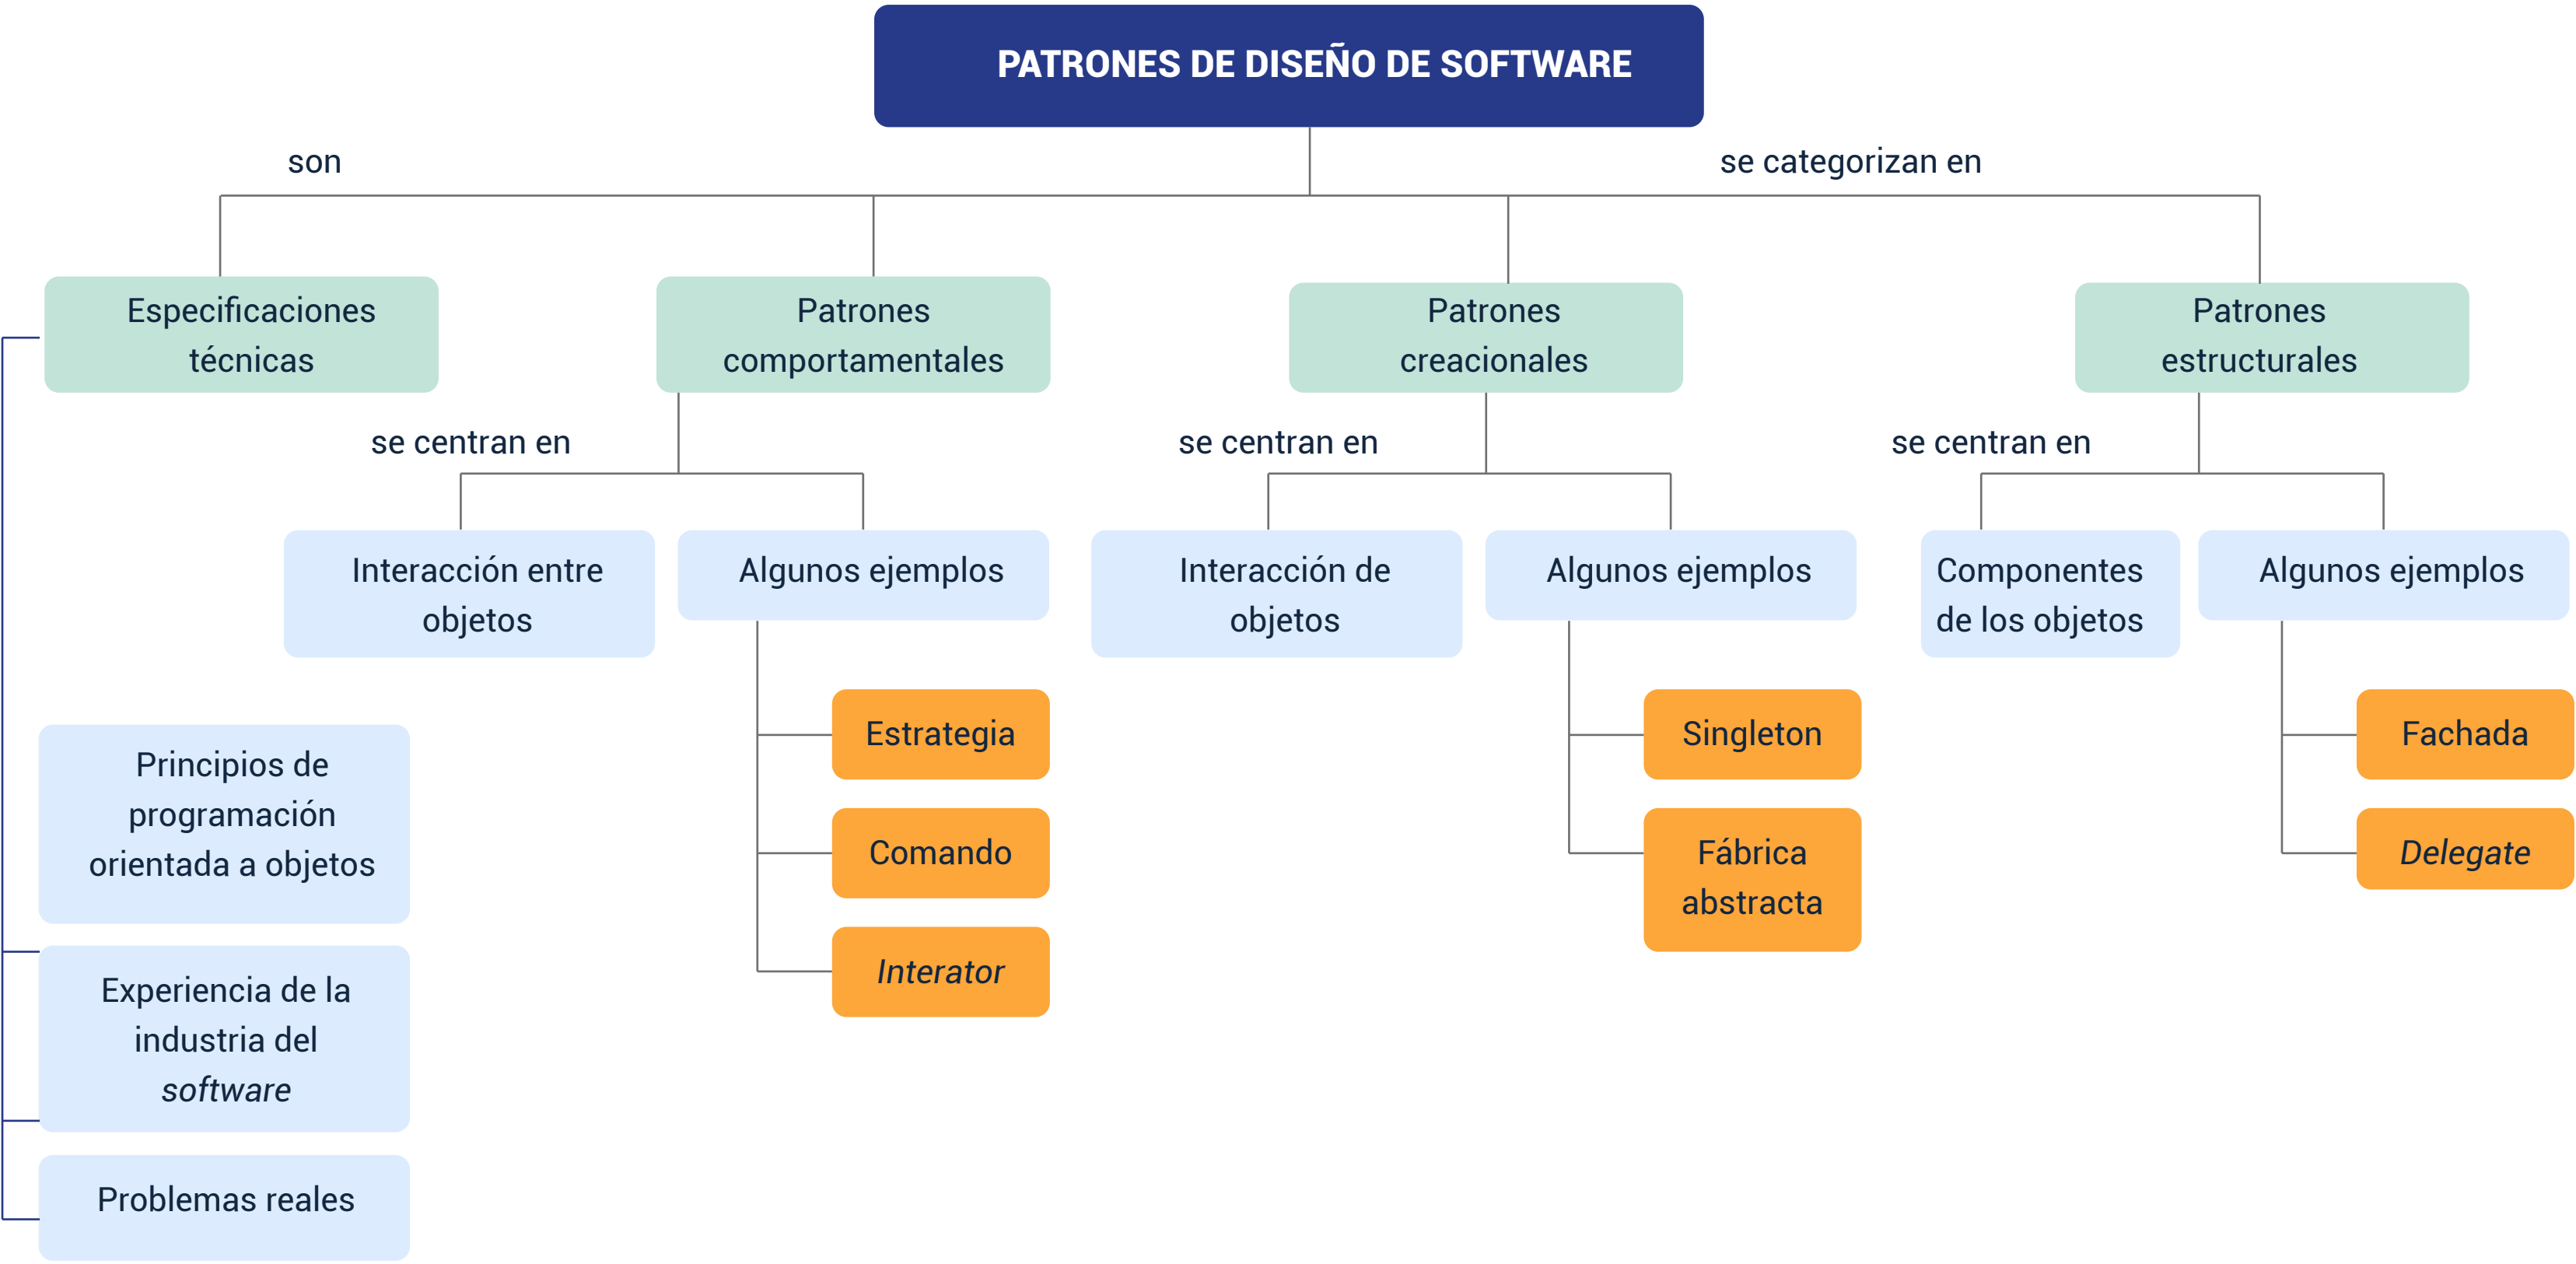 PATRONES DE DISEÑO DE SOFTWARE
son
se categorizan en
Especificaciones
técnicas
Patrones
comportamentales
Patrones
creacionales
Patrones
estructurales
se centran en
se centran en
se centran en
Interacción entre
objetos
Algunos ejemplos
Interacción de
objetos
Algunos ejemplos
Componentes
de los objetos
Algunos ejemplos
Estrategia
Comando
Interator
Singleton
Fábrica
abstracta
Fachada
Delegate
Principios de
programación
orientada a objetos
Experiencia de la
industria del
software
Problemas reales